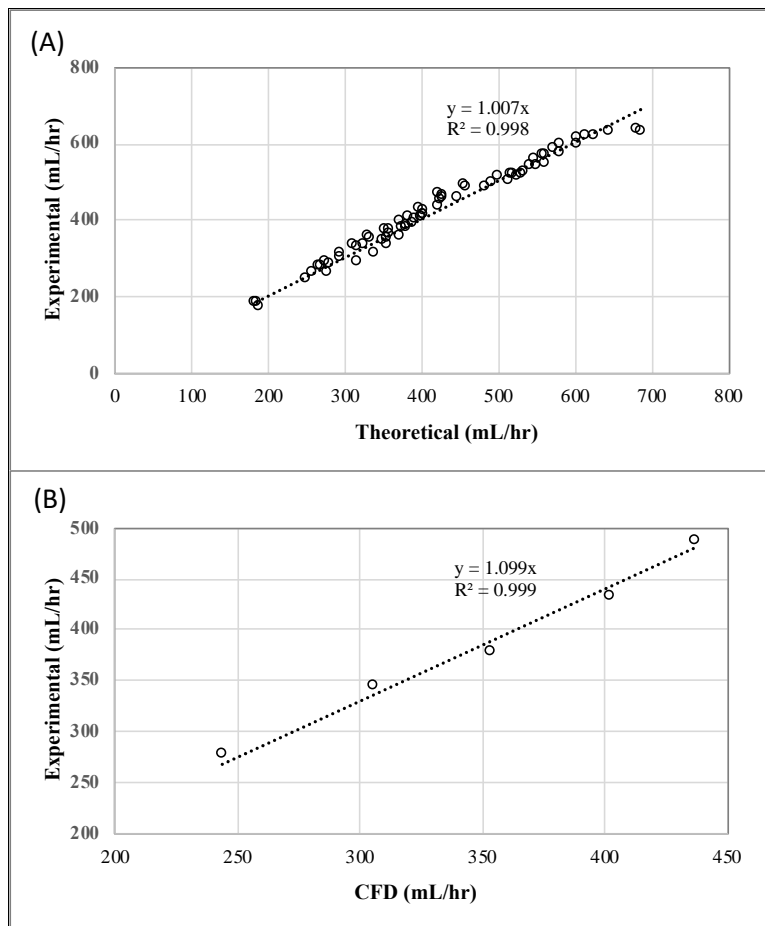 (A)
800
600
400
200
0
y = 1.007x
R² = 0.998
Experimental (mL/hr)
0 100 200 300 400 500 600 700 800
Theoretical (mL/hr)
(B)
500
450
400
350
300
250
200
y = 1.099x
R² = 0.999
Experimental (mL/hr)
200 250 300 350 400 450
CFD (mL/hr)